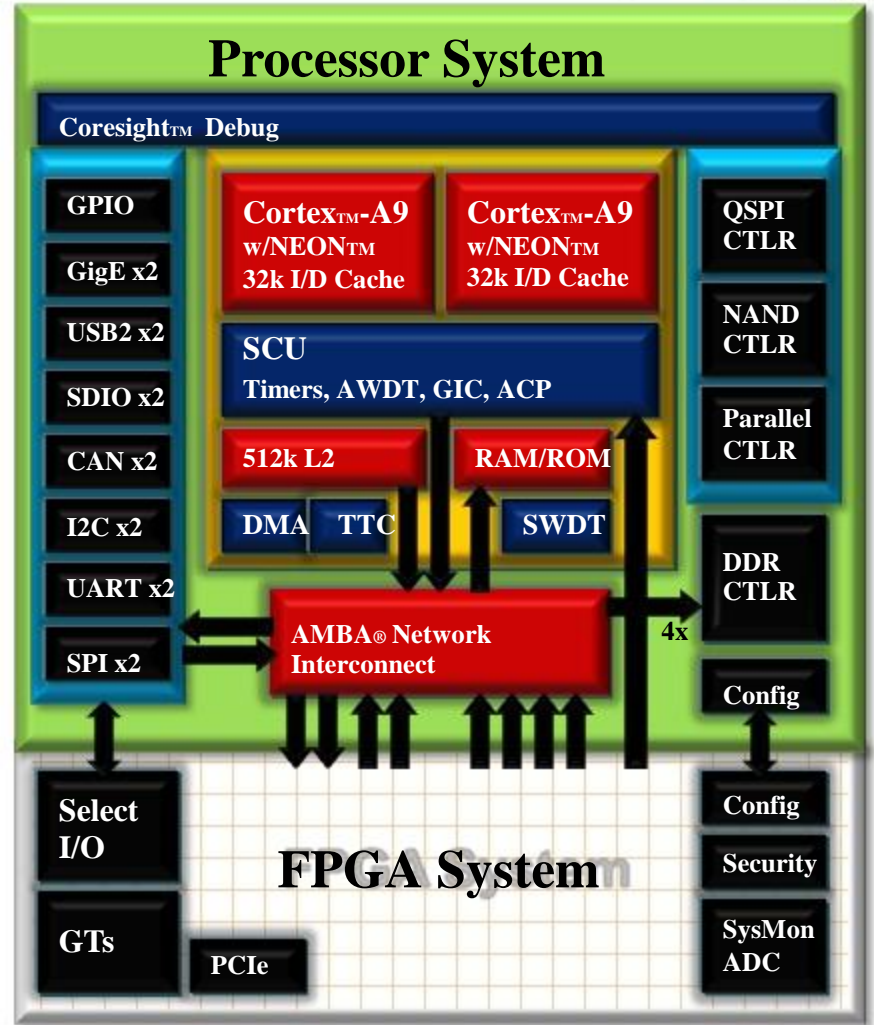 Processor System
Coresight™ Debug
GPIO
GigE x2
USB2 x2
SDIO x2
CAN x2
I2C x2
UART x2
SPI x2
Cortex™-A9
w/NEON™
32k I/D Cache
Cortex™-A9
w/NEON™
32k I/D Cache
SCU
Timers, AWDT, GIC, ACP
512k L2
RAM/ROM
DMA
TTC
SWDT
AMBA® Network
Interconnect
QSPI
CTLR
NAND
CTLR
Parallel
CTLR
DDR
CTLR
4x
Config
Select
I/O
GTs
PCIe
FPGA System
Config
Security
SysMon
ADC